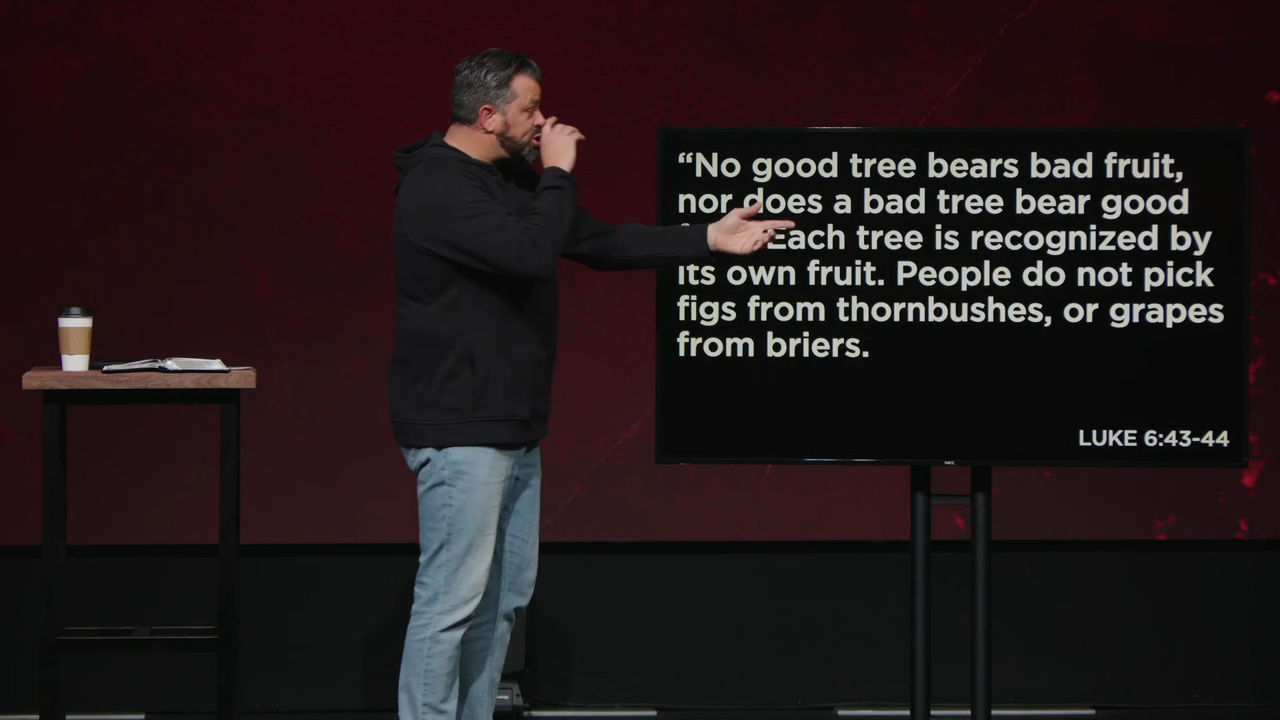 “No good tree bears bad fruit,
nor does a bad tree bear good
Each tree is recognized by
its own fruit. People do not pick
figs from thornbushes, or grapes
from briers.
LUKE 6:43-44
NEC